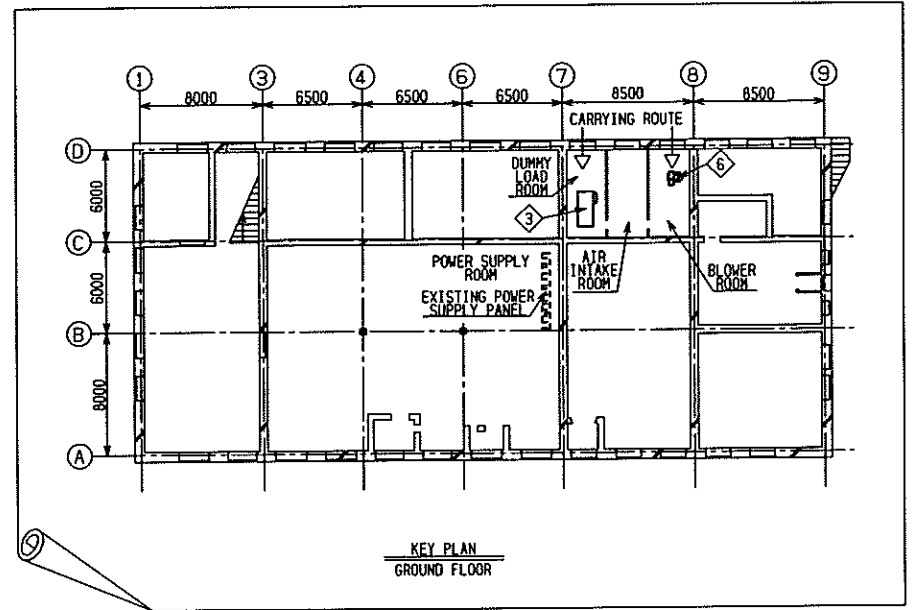 1 3 4 6 7 8 9
8000 6500 6500 6500 8500 8500
CARRYING ROUTE
D
DUMMY
LOAD
ROOM
6
6000
3
C
POWER SUPPLY
ROOM
AIR
INTAKE
ROOM
BLOWER
ROOM
6000
EXISTING POWER
SUPPLY PANEL
B
8000
A
KEY PLAN
GROUND FLOOR